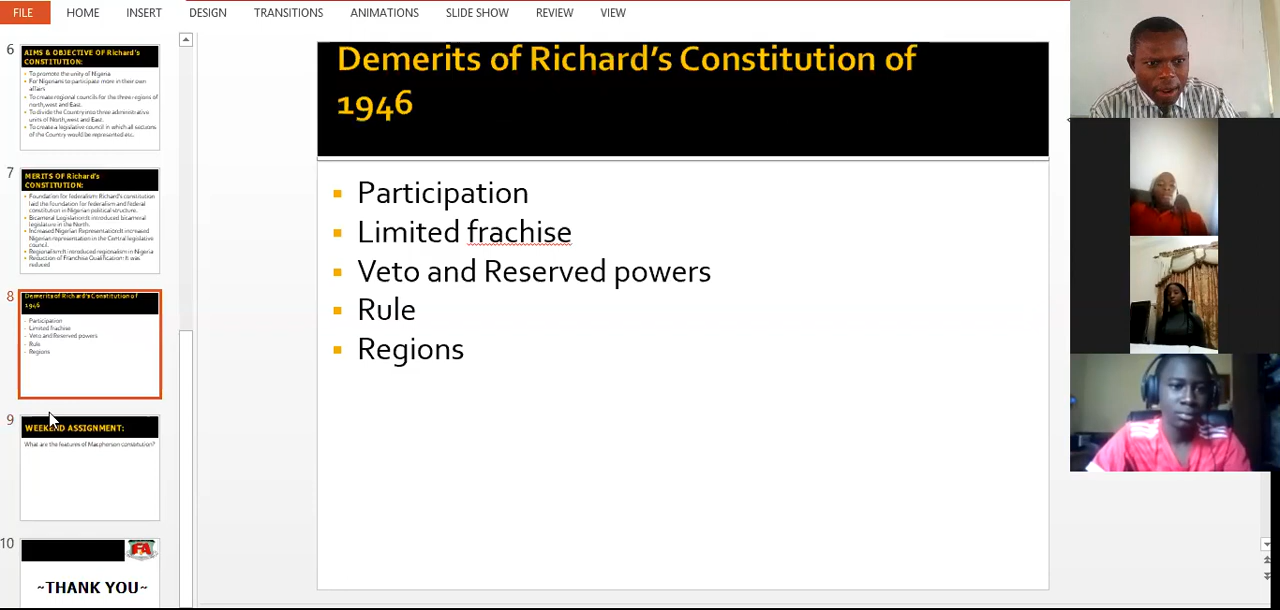 FILE HOME INSERT DESIGN TRANSITIONS ANIMATIONS SLIDE SHOW REVIEW VIEW
6
AIMS & OBJECTIVE OF Richard's
CONSTITUTION:
To promote the unity of Nigeria
For Nigerians to participate more in their own
affairs
To create regional councils for the three regions of
north,west and East.
To divide the Country into three administrative
units of North,west and East.
To create a legislative council in which all sections
of the Country would be represented etc.
7
MERITS OF Richard's
CONSTITUTION:
Foundation for federalism: Richard's constitution
laid the foundation for federalism and federal
constitution in Nigerian political structure.
Bicameral Legislation:It introduced bicameral
legislature in the North.
Increased Nigerian Representation:It increased
Nigerian representation in the Central legislative
council.
Regionalism:It introduced regionalism in Nigeria
Reduction of Franchise Qualification: It was
reduced
8
Demerits of Richard's Constitution of
1946
Participation
Limited frachise
Veto and Reserved powers
Rule
Regions
9
WEEKEND ASSIGNMENT:
What are the features of Macpherson constitution?
10
FA
~THANK YOU~
Demerits of Richard's Constitution of
1946
Participation
Limited frachise
Veto and Reserved powers
Rule
Regions